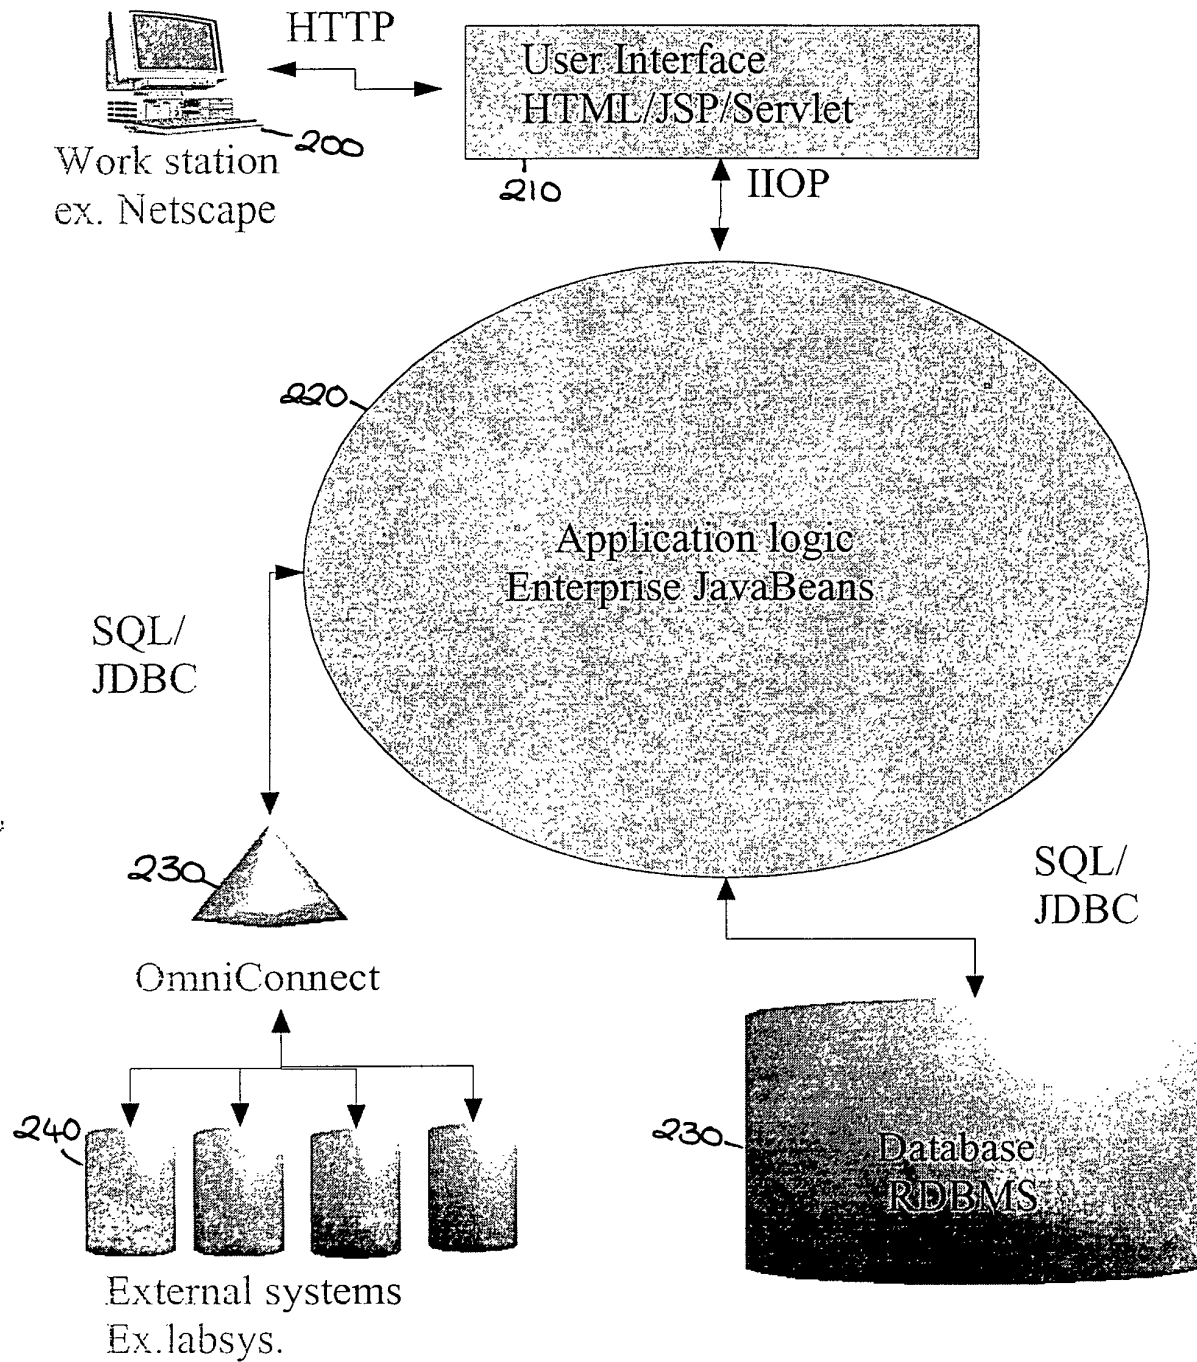 HTTP
User Interface
HTML/JSP/Servlet
200
Work station
ex. Netscape
210
IIOP
220
Application logic
Enterprise JavaBeans
SQL/
JDBC
230
SQL/
JDBC
OmniConnect
240
230
Database
RDBMS
External systems
Ex.labsys.